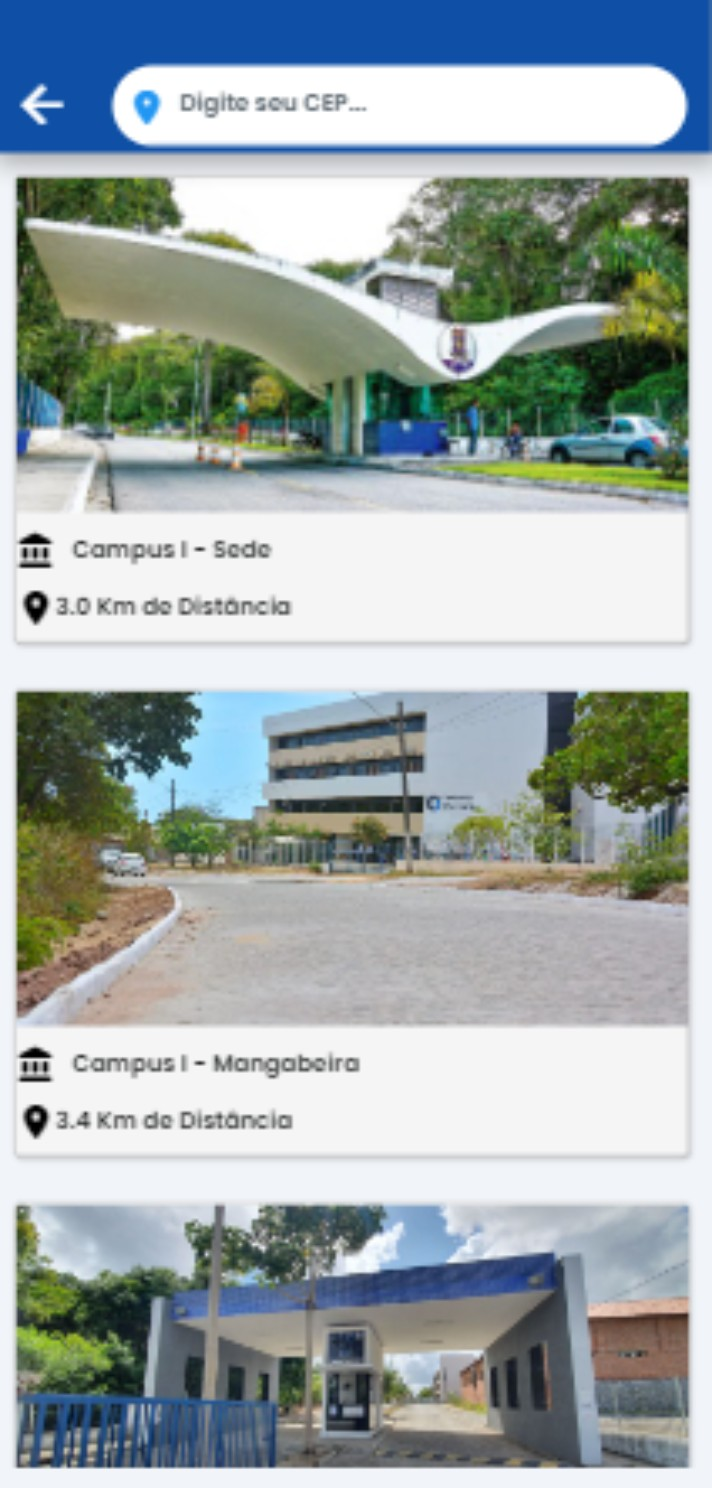 Digite seu CEP...
Campus I - Sede
3.0 Km de Distância
Campus I - Mangabeira
3.4 Km de Distância